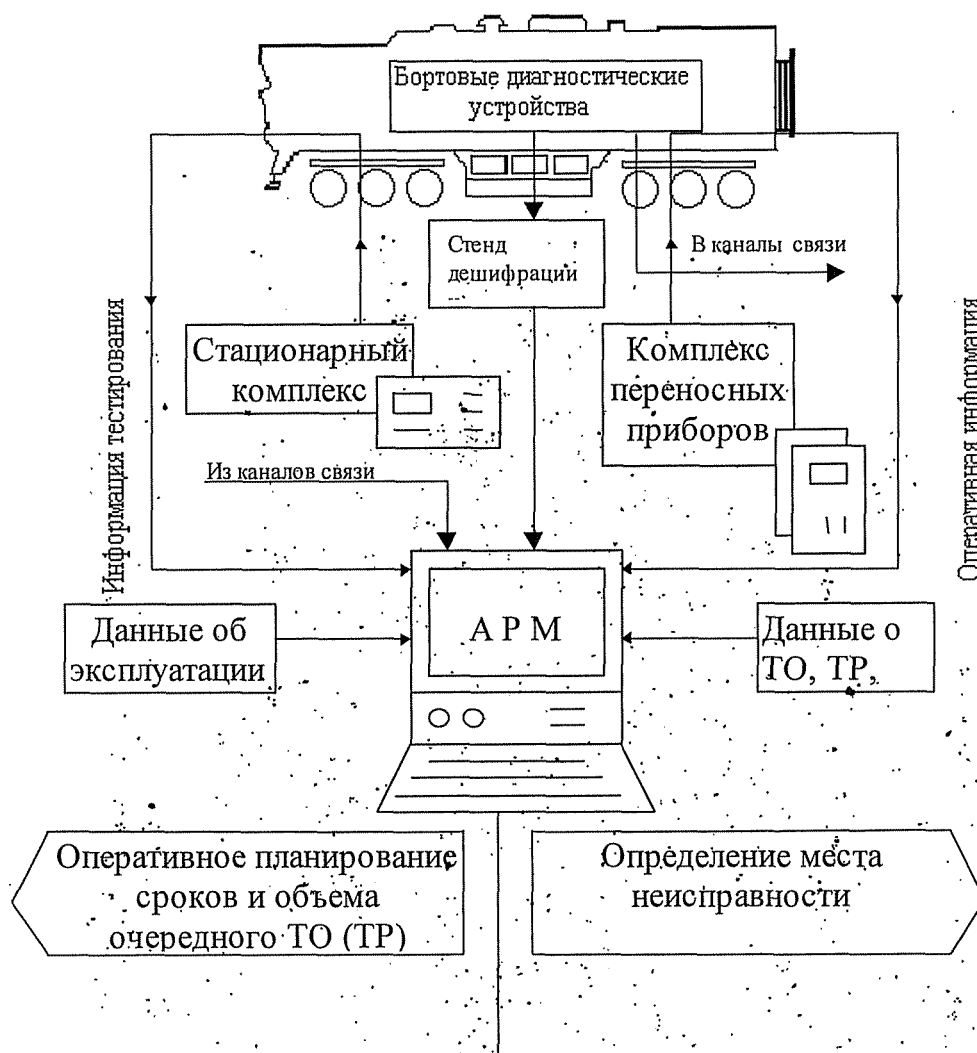 Бортовые диагностические
устройства
Стенд
дешифрации
В каналы связи
Информация тестирования
Стационарный
комплекс
Комплекс
переносных
приборов
Оперативная информация
Из каналов связи
Данные об
эксплуатации
А Р М
Данные о
ТО, ТР,
Оперативное планирование
сроков и объема
очередного ТО (ТР)
Определение места
неисправности